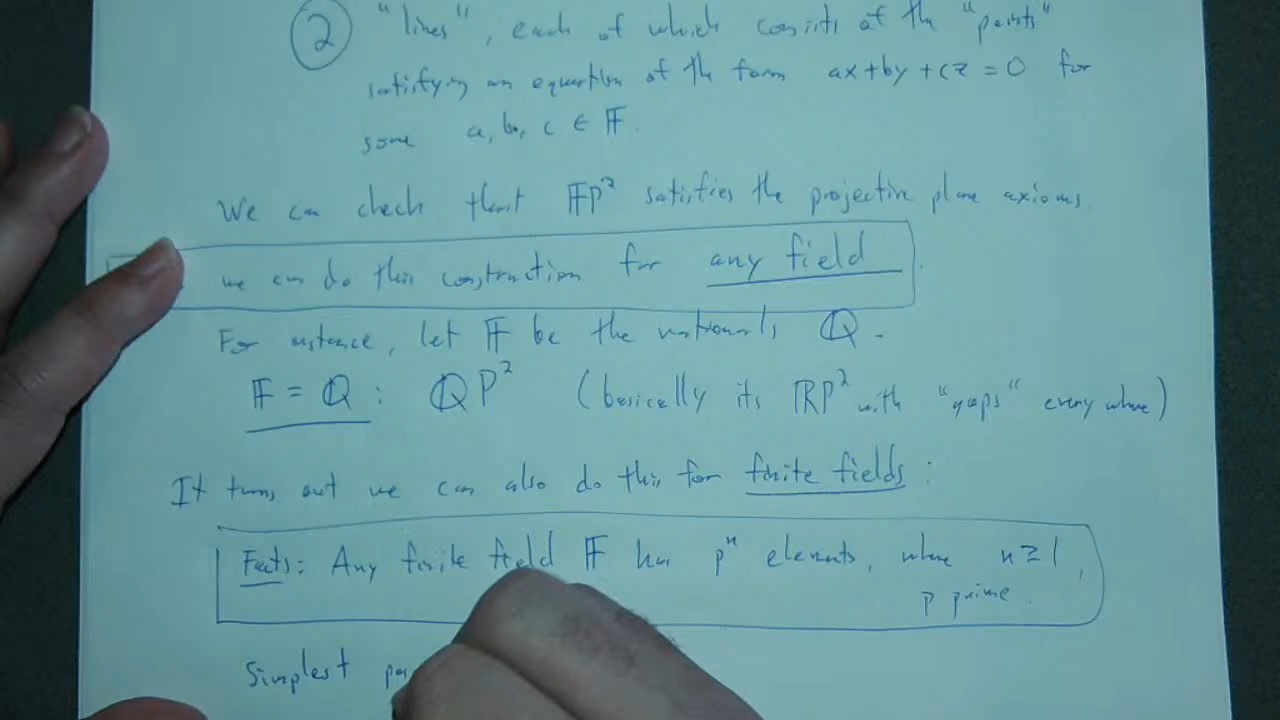 ② "lines", each of which consists of the "points"
satisfying an equation of the form ax+by+cz=0 for
some a, b, c ∈ 𝔽.
We can check that 𝔽P² satisfies the projective plane axioms.
we can do this construction for any field.
For instance, let 𝔽 be the rationals ℚ.
𝔽 = ℚ : ℚP² (basically its ℝP² with "gaps" everywhere)
It turns out we can also do this for finite fields:
Facts: Any finite field 𝔽 has pⁿ elements, where n≥1,
p prime.
Simplest